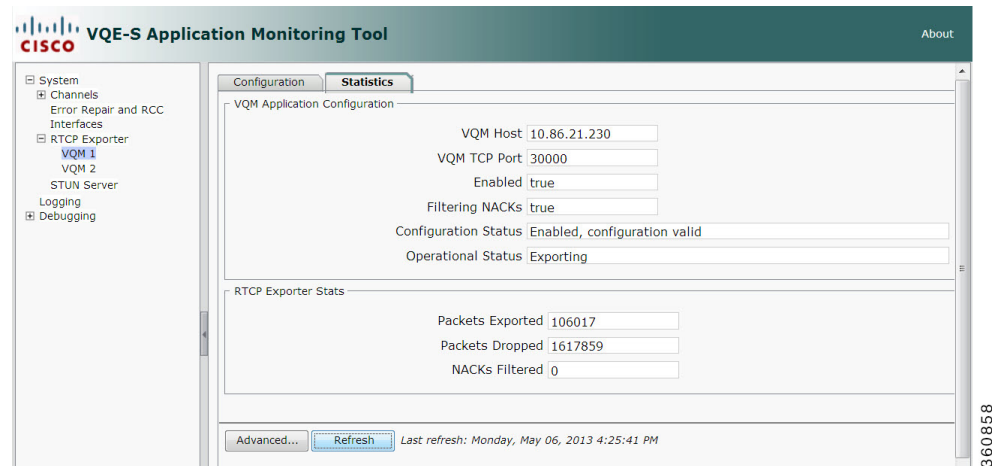 CISCO VQE-S Application Monitoring Tool About
System
Channels
Error Repair and RCC
Interfaces
RTCP Exporter
VQM 1
VQM 2
STUN Server
Logging
Debugging
Configuration Statistics
VQM Application Configuration
VQM Host 10.86.21.230
VQM TCP Port 30000
Enabled true
Filtering NACKs true
Configuration Status Enabled, configuration valid
Operational Status Exporting
RTCP Exporter Stats
Packets Exported 106017
Packets Dropped 1617859
NACKs Filtered 0
Advanced... Refresh Last refresh: Monday, May 06, 2013 4:25:41 PM
360858